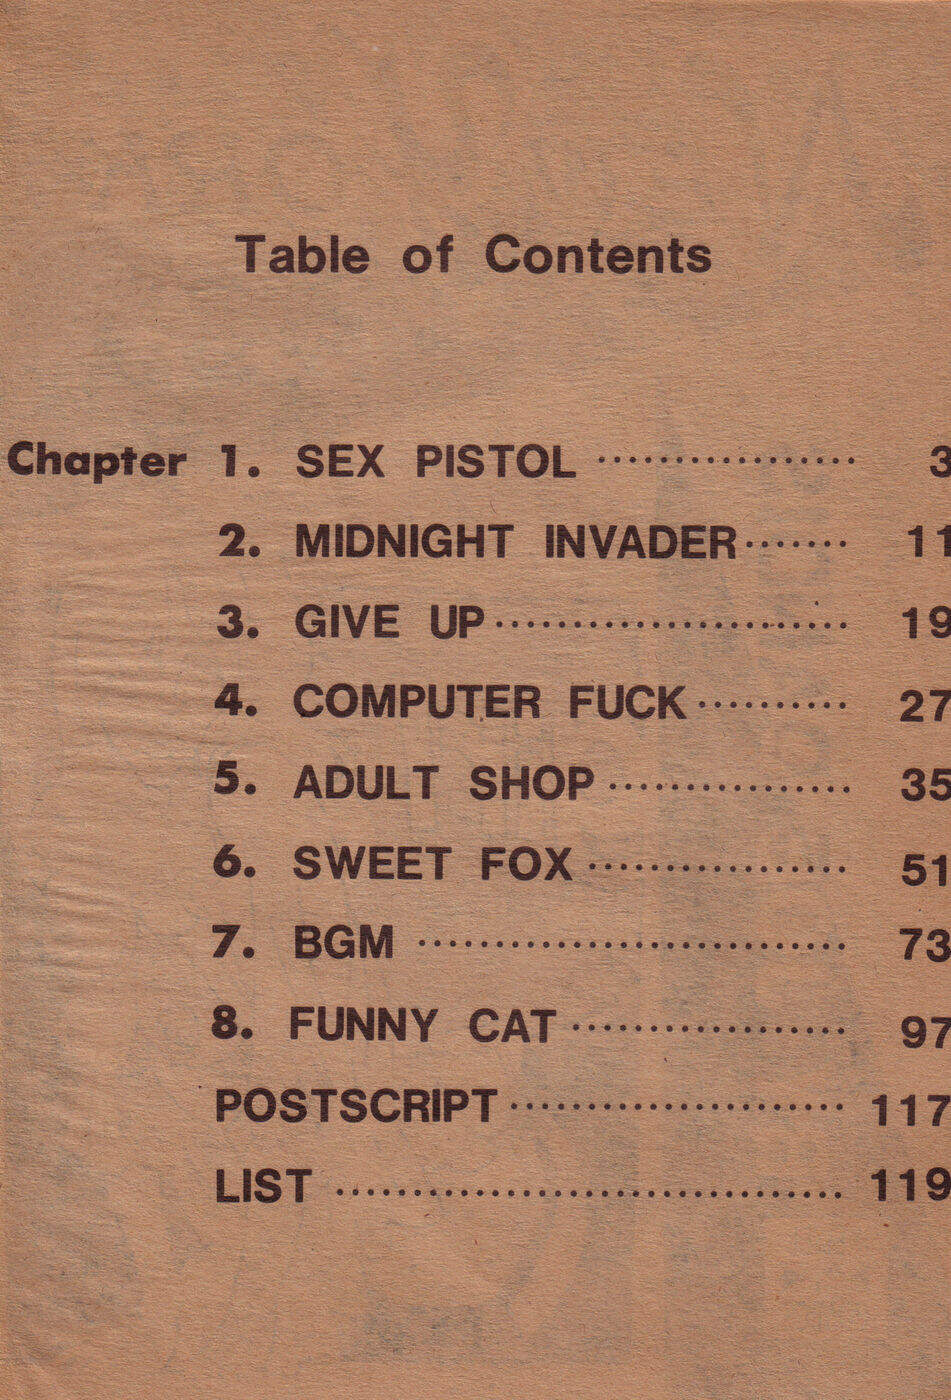 Table of Contents
Chapter 1. SEX PISTOL ················· 3
2. MIDNIGHT INVADER ······· 11
3. GIVE UP ······················· 19
4. COMPUTER FUCK ·········· 27
5. ADULT SHOP ················ 35
6. SWEET FOX ················· 51
7. BGM ···························· 73
8. FUNNY CAT ·················· 97
POSTSCRIPT ······················ 117
LIST ································· 119